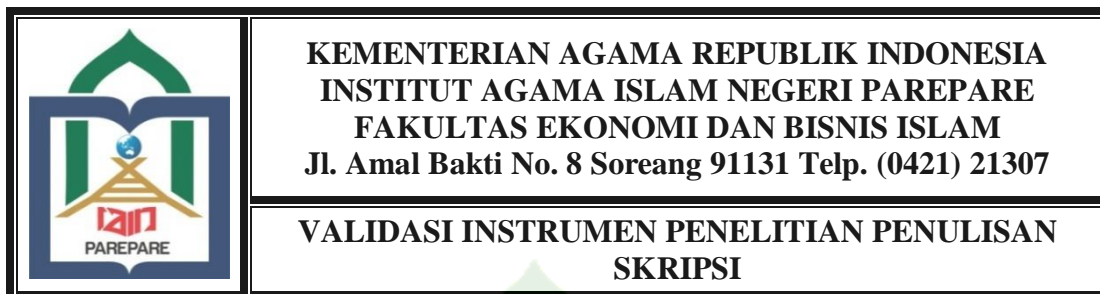 KEMENTERIAN AGAMA REPUBLIK INDONESIA
INSTITUT AGAMA ISLAM NEGERI PAREPARE
FAKULTAS EKONOMI DAN BISNIS ISLAM
Jl. Amal Bakti No. 8 Soreang 91131 Telp. (0421) 21307
iain
PAREPARE
VALIDASI INSTRUMEN PENELITIAN PENULISAN
SKRIPSI